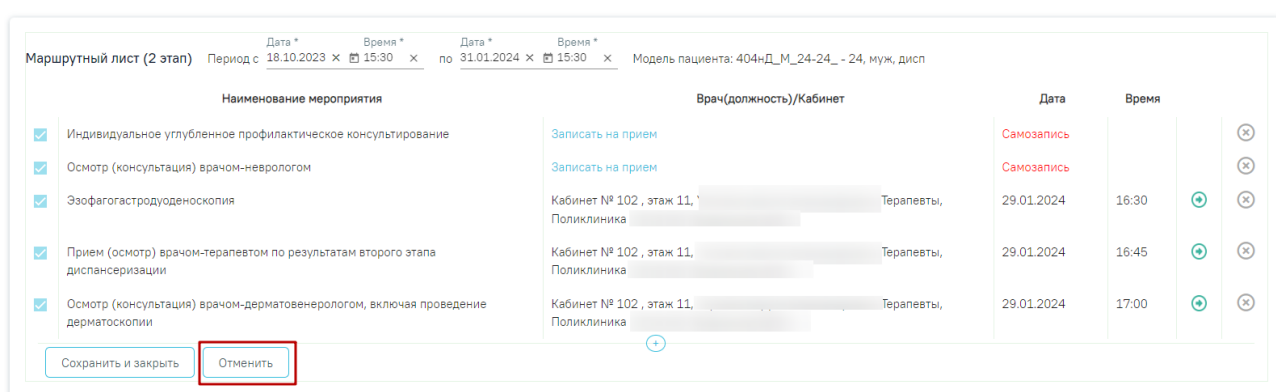 Дата * Время * Дата * Время *
Маршрутный лист (2 этап) Период с 18.10.2023 15:30 по 31.01.2024 15:30 Модель пациента: 404нД_М_24-24_ - 24, муж, дисп
Наименование мероприятия Врач(должность)/Кабинет Дата Время
Индивидуальное углубленное профилактическое консультирование Записать на прием Самозапись
Осмотр (консультация) врачом-неврологом Записать на прием Самозапись
Эзофагогастродуоденоскопия Кабинет № 102 , этаж 11, Терапевты, 29.01.2024 16:30
Поликлиника
Прием (осмотр) врачом-терапевтом по результатам второго этапа Кабинет № 102 , этаж 11, Терапевты, 29.01.2024 16:45
диспансеризации Поликлиника
Осмотр (консультация) врачом-дерматовенерологом, включая проведение Кабинет № 102 , этаж 11, Терапевты, 29.01.2024 17:00
дерматоскопии Поликлиника
Сохранить и закрыть Отменить